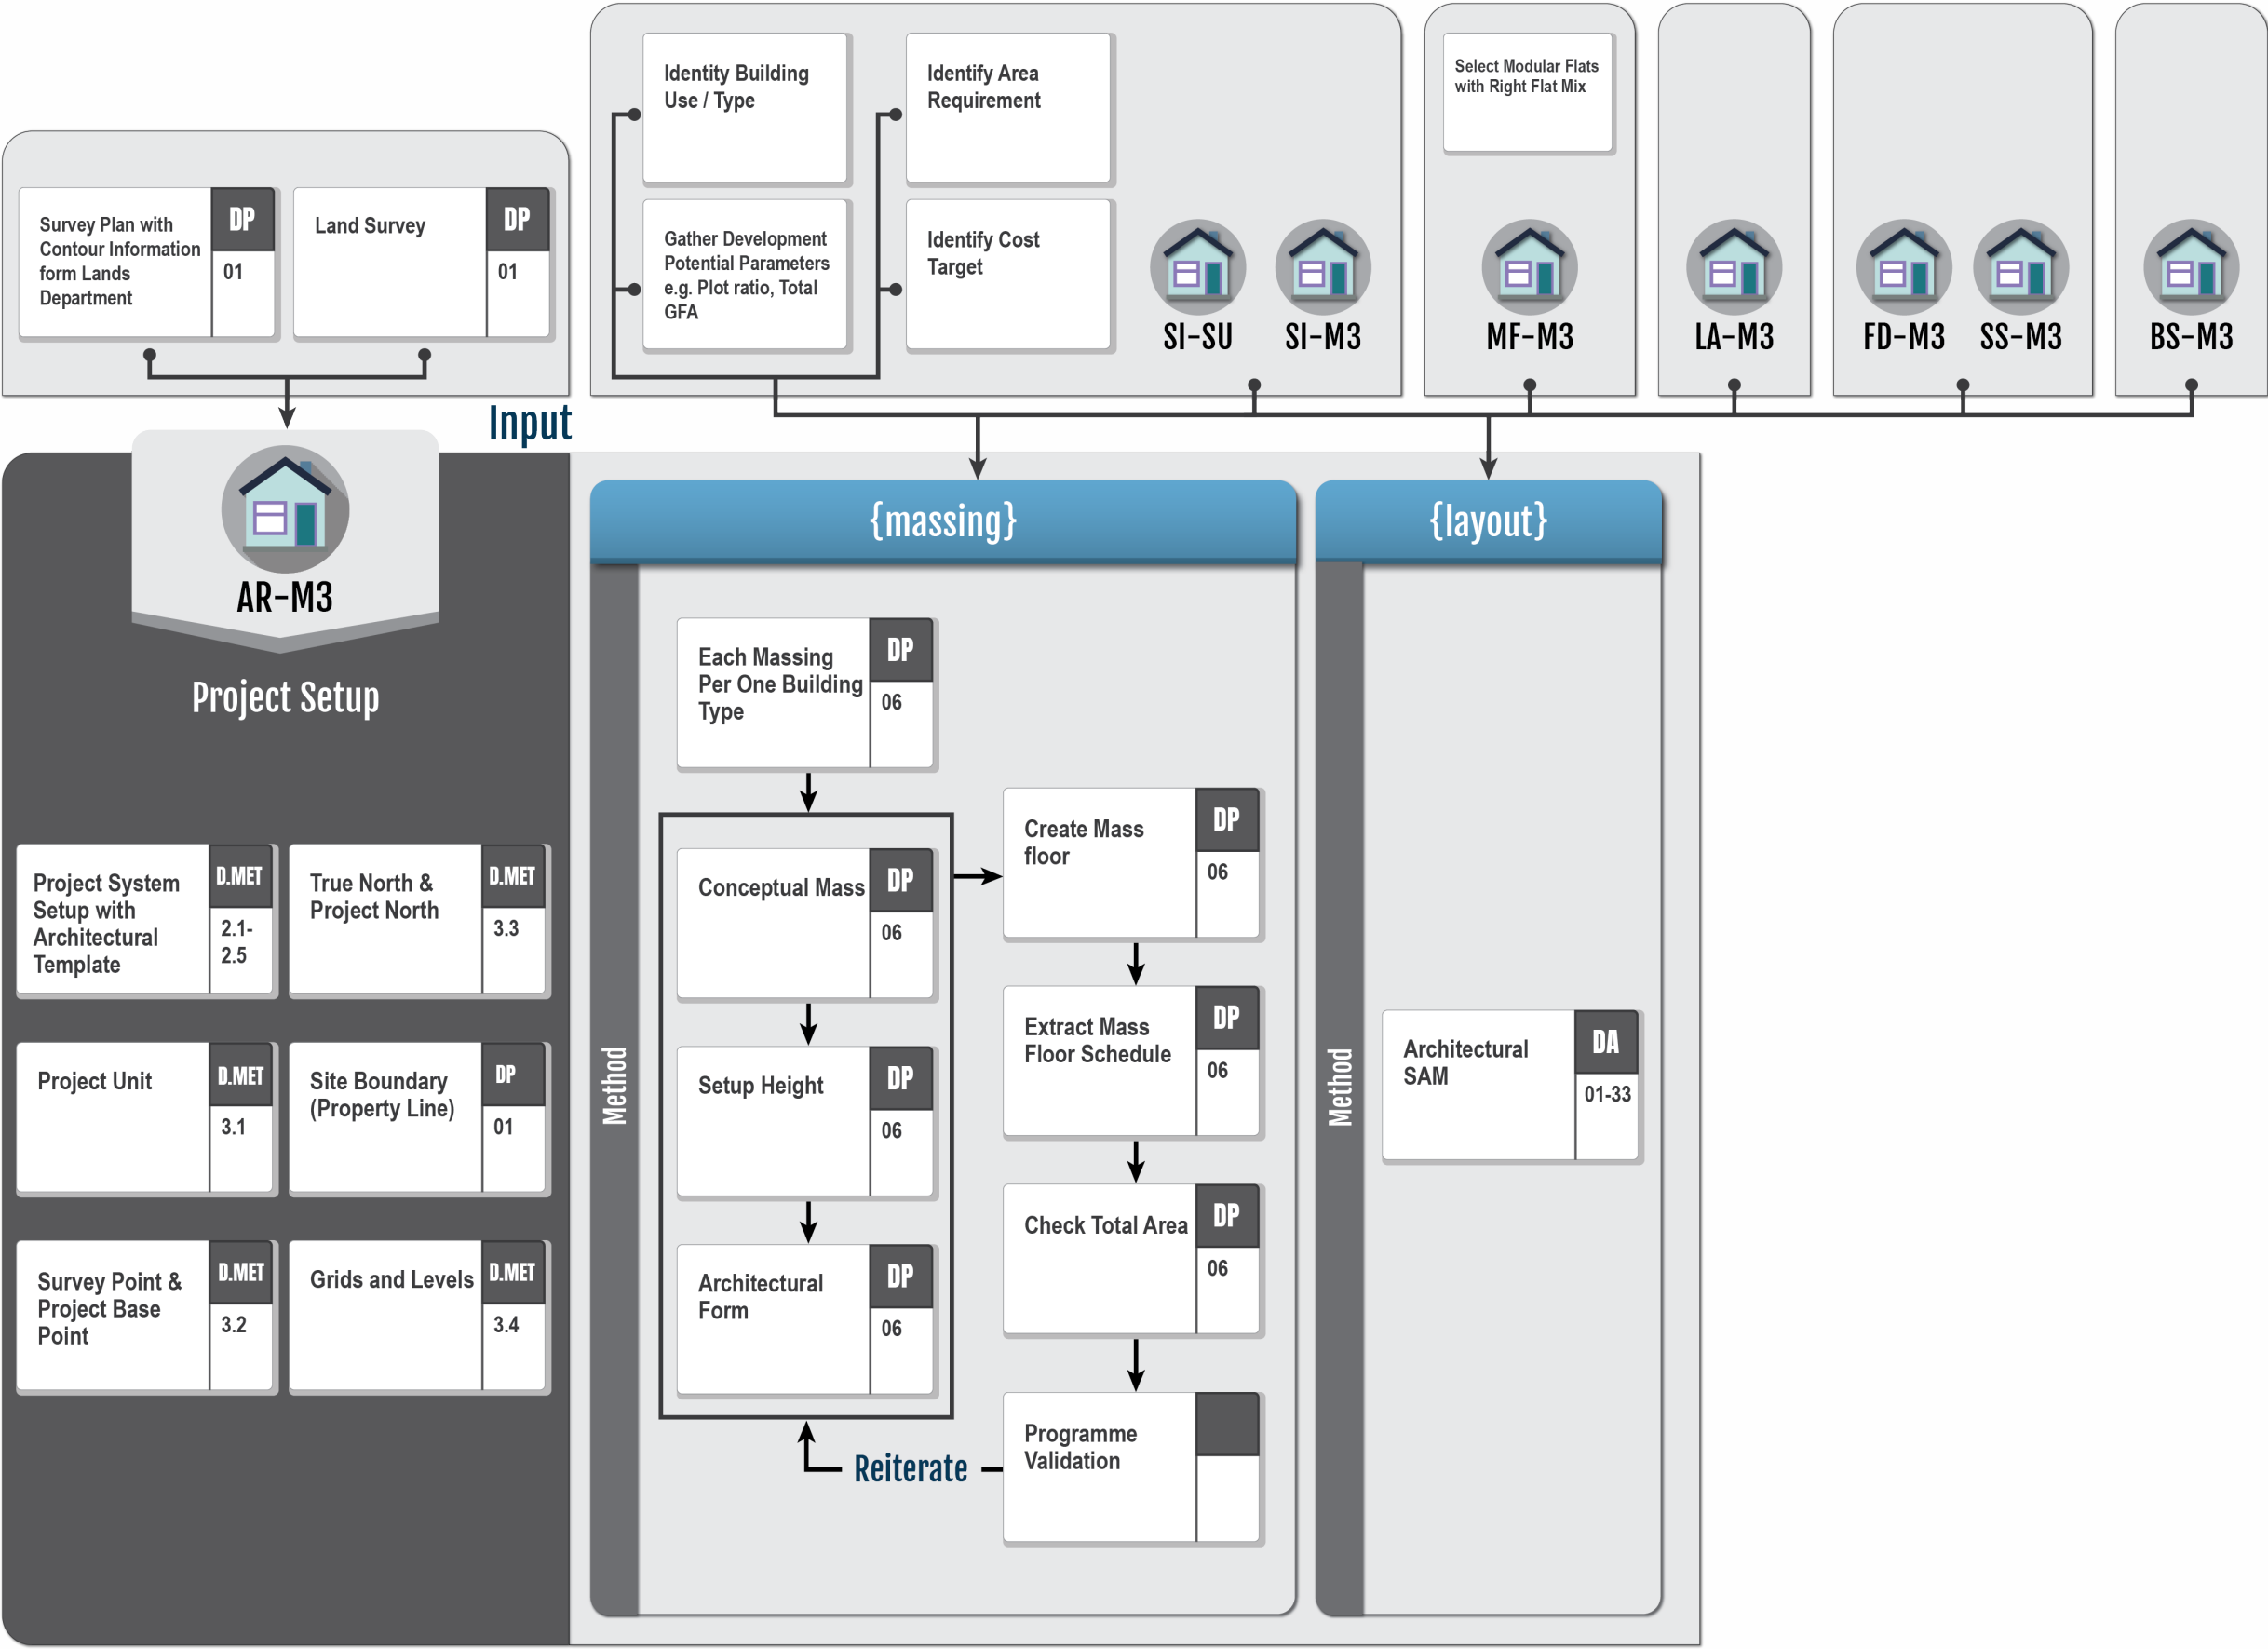 Identity Building
Use / Type
Identify Area
Requirement
Gather Development
Potential Parameters
e.g. Plot ratio, Total
GFA
Identify Cost
Target
SI-SU
SI-M3
Select Modular Flats
with Right Flat Mix
MF-M3
LA-M3
FD-M3
SS-M3
BS-M3
Survey Plan with
Contour Information
form Lands
Department
DP
01
Land Survey
DP
01
Input
AR-M3
Project Setup
Project System
Setup with
Architectural
Template
D.MET
2.1-
2.5
True North &
Project North
D.MET
3.3
Project Unit
D.MET
3.1
Site Boundary
(Property Line)
DP
01
Survey Point &
Project Base
Point
D.MET
3.2
Grids and Levels
D.MET
3.4
{massing}
Method
Each Massing
Per One Building
Type
DP
06
Conceptual Mass
DP
06
Setup Height
DP
06
Architectural
Form
DP
06
Create Mass
floor
DP
06
Extract Mass
Floor Schedule
DP
06
Check Total Area
DP
06
Programme
Validation
Reiterate
{layout}
Method
Architectural
SAM
DA
01-33